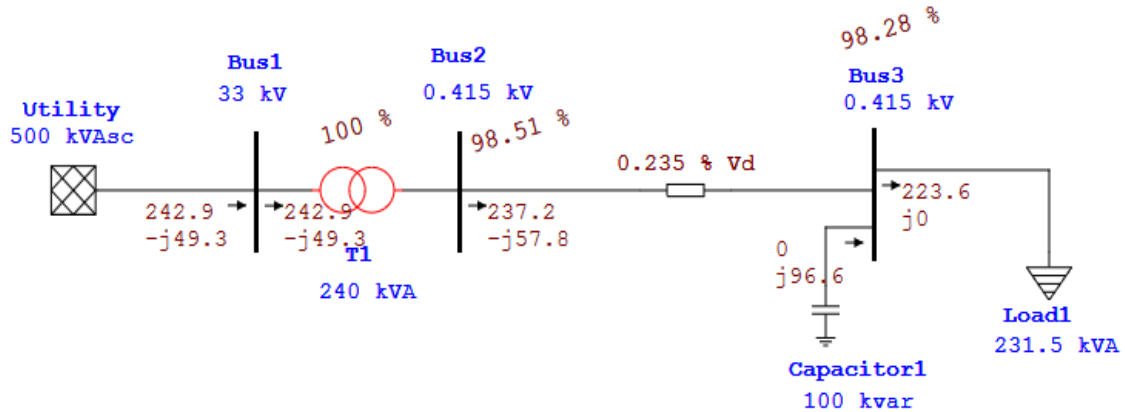 98.28 %
Bus1
33 kV
Bus2
0.415 kV
Bus3
0.415 kV
Utility
500 kVAsc
100 %
98.51 %
0.235 % Vd
242.9
-j49.3
242.9
-j49.3
237.2
-j57.8
223.6
j0
T1
240 kVA
0
j96.6
Load1
231.5 kVA
Capacitor1
100 kvar